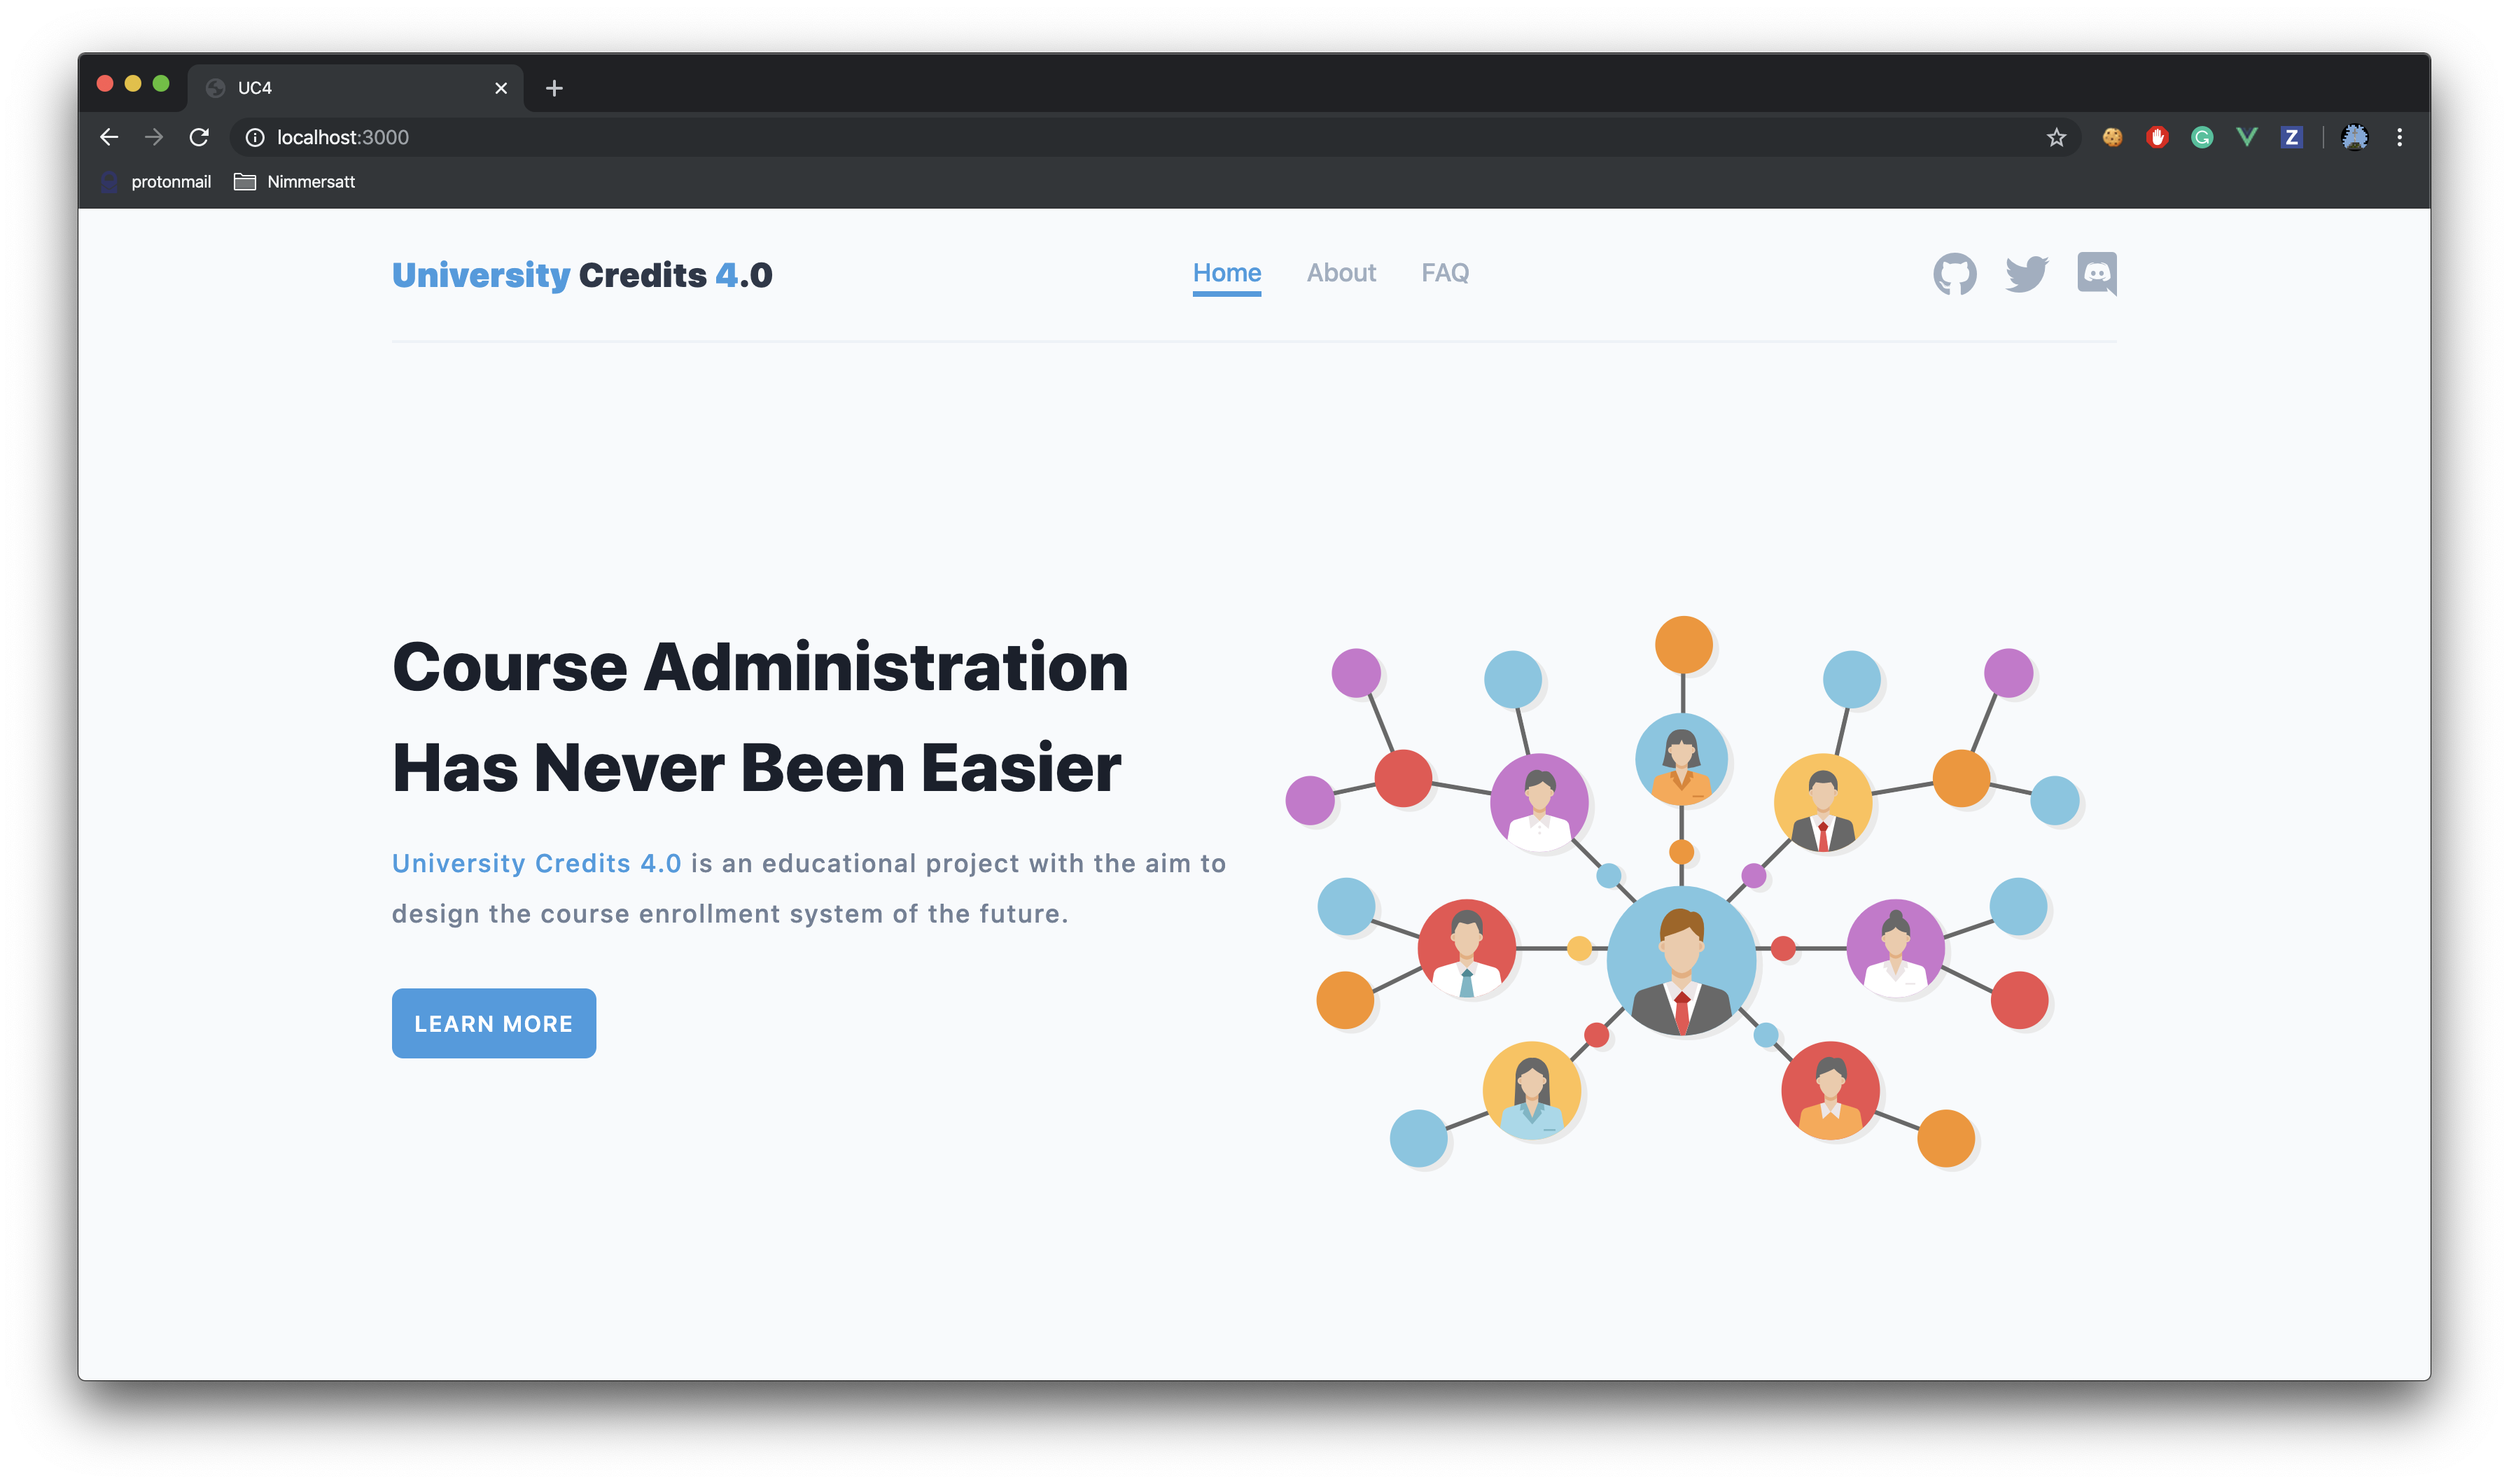 UC4
localhost:3000
protonmail Nimmersatt
University Credits 4.0
Home About FAQ
Course Administration
Has Never Been Easier
University Credits 4.0 is an educational project with the aim to
design the course enrollment system of the future.
LEARN MORE